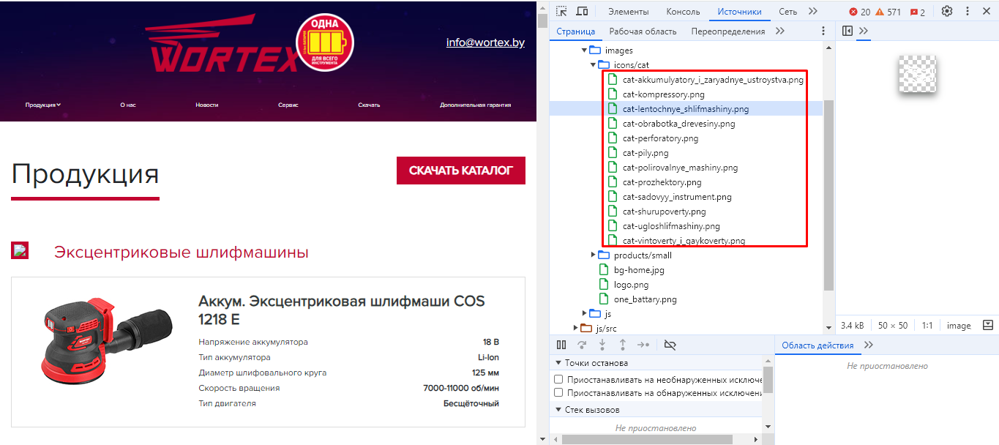 ОДНА
Li-Ion БАТАРЕЯ
ДЛЯ ВСЕГО
ИНСТРУМЕНТА
WORTEX
info@wortex.by
Продукция
О нас
Новости
Сервис
Скачать
Дополнительная гарантия
Продукция
СКАЧАТЬ КАТАЛОГ
Эксцентриковые шлифмашины
Аккум. Эксцентриковая шлифмаши COS
1218 E
Напряжение аккумулятора 18 В
Тип аккумулятора Li-Ion
Диаметр шлифовального круга 125 мм
Скорость вращения 7000-11000 об/мин
Тип двигателя Бесщёточный
Элементы Консоль Источники Сеть 20 571 2
Страница Рабочая область Переопределения
images
icons/cat
cat-akkumulyatory_i_zaryadnye_ustroystva.png
cat-kompressory.png
cat-lentochnye_shlifmashiny.png
cat-obrabotka_drevesiny.png
cat-perforatory.png
cat-pily.png
cat-polirovalnye_mashiny.png
cat-prozhektory.png
cat-sadovyy_instrument.png
cat-shurupoverty.png
cat-ugloshlifmashiny.png
cat-vintoverty_i_gaykoverty.png
products/small
bg-home.jpg
logo.png
one_battary.png
js
js/src
3.4 kB 50 × 50 1:1 image,
Область действия
Не приостановлено
Точки останова
Приостанавливать на необнаруженных исключе
Приостанавливать на обнаруженных исключени
Стек вызовов
Не приостановлено